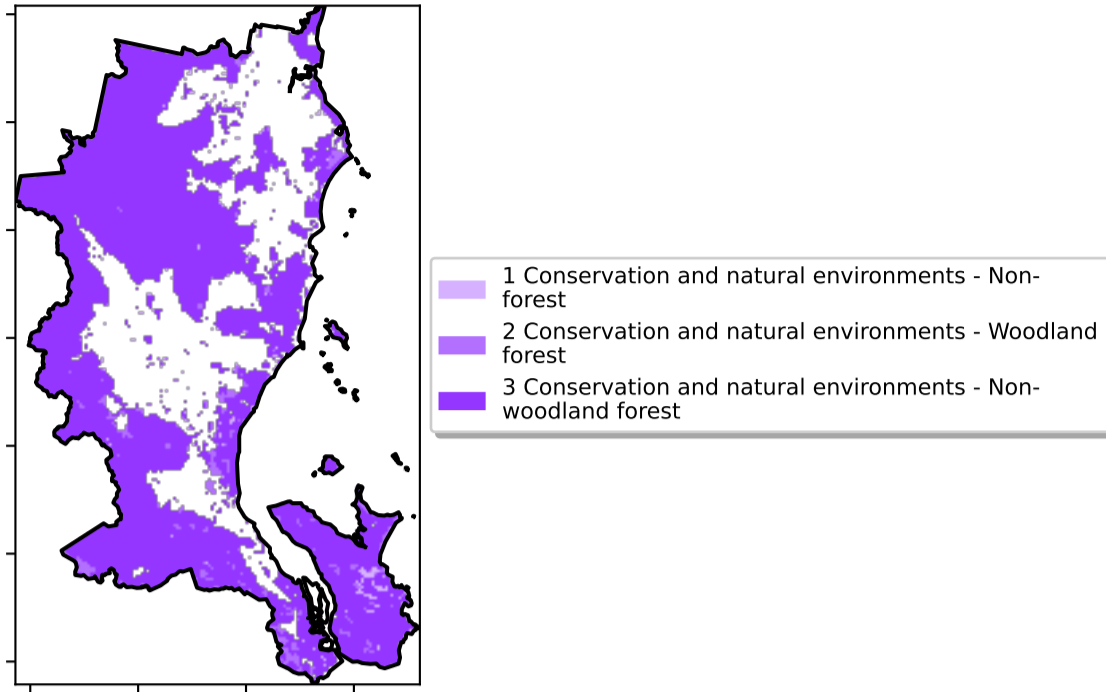 1 Conservation and natural environments - Non-
forest
2 Conservation and natural environments - Woodland
forest
3 Conservation and natural environments - Non-
woodland forest